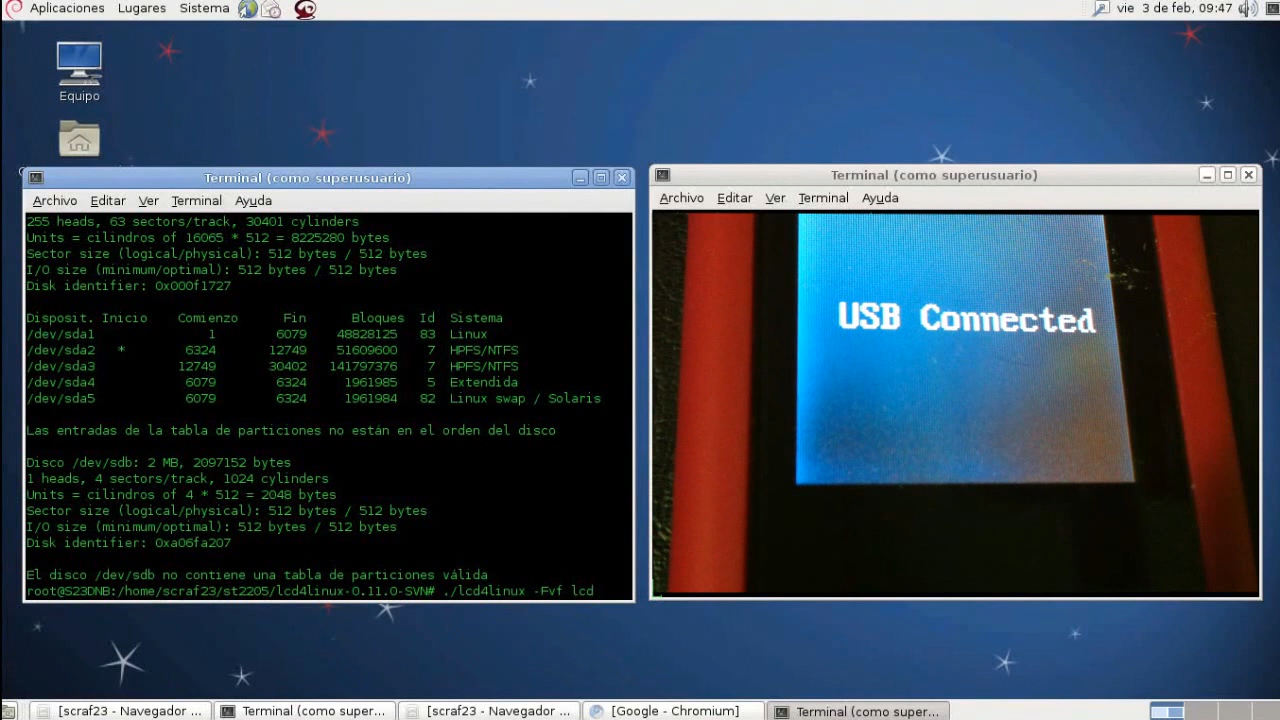 Aplicaciones Lugares Sistema
vie 3 de feb, 09:47
Equipo
Terminal (como superusuario)
Archivo Editar Ver Terminal Ayuda
255 heads, 63 sectors/track, 30401 cylinders
Units = cilindros of 16065 * 512 = 8225280 bytes
Sector size (logical/physical): 512 bytes / 512 bytes
I/O size (minimum/optimal): 512 bytes / 512 bytes
Disk identifier: 0x000f1727
Disposit. Inicio Comienzo Fin Bloques Id Sistema
/dev/sda1 1 6079 48828125 83 Linux
/dev/sda2 * 6324 12749 51609600 7 HPFS/NTFS
/dev/sda3 12749 30402 141797376 7 HPFS/NTFS
/dev/sda4 6079 6324 1961985 5 Extendida
/dev/sda5 6079 6324 1961984 82 Linux swap / Solaris
Las entradas de la tabla de particiones no están en el orden del disco
Disco /dev/sdb: 2 MB, 2097152 bytes
1 heads, 4 sectors/track, 1024 cylinders
Units = cilindros of 4 * 512 = 2048 bytes
Sector size (logical/physical): 512 bytes / 512 bytes
I/O size (minimum/optimal): 512 bytes / 512 bytes
Disk identifier: 0xa06fa207
El disco /dev/sdb no contiene una tabla de particiones válida
root@S23DNB:/home/scraf23/st2205/lcd4linux-0.11.0-SVN# ./lcd4linux -Fvf lcd
Terminal (como superusuario)
Archivo Editar Ver Terminal Ayuda
USB Connected
[scraf23 - Navegador ...
Terminal (como super...
[scraf23 - Navegador ...
[Google - Chromium]
Terminal (como super...